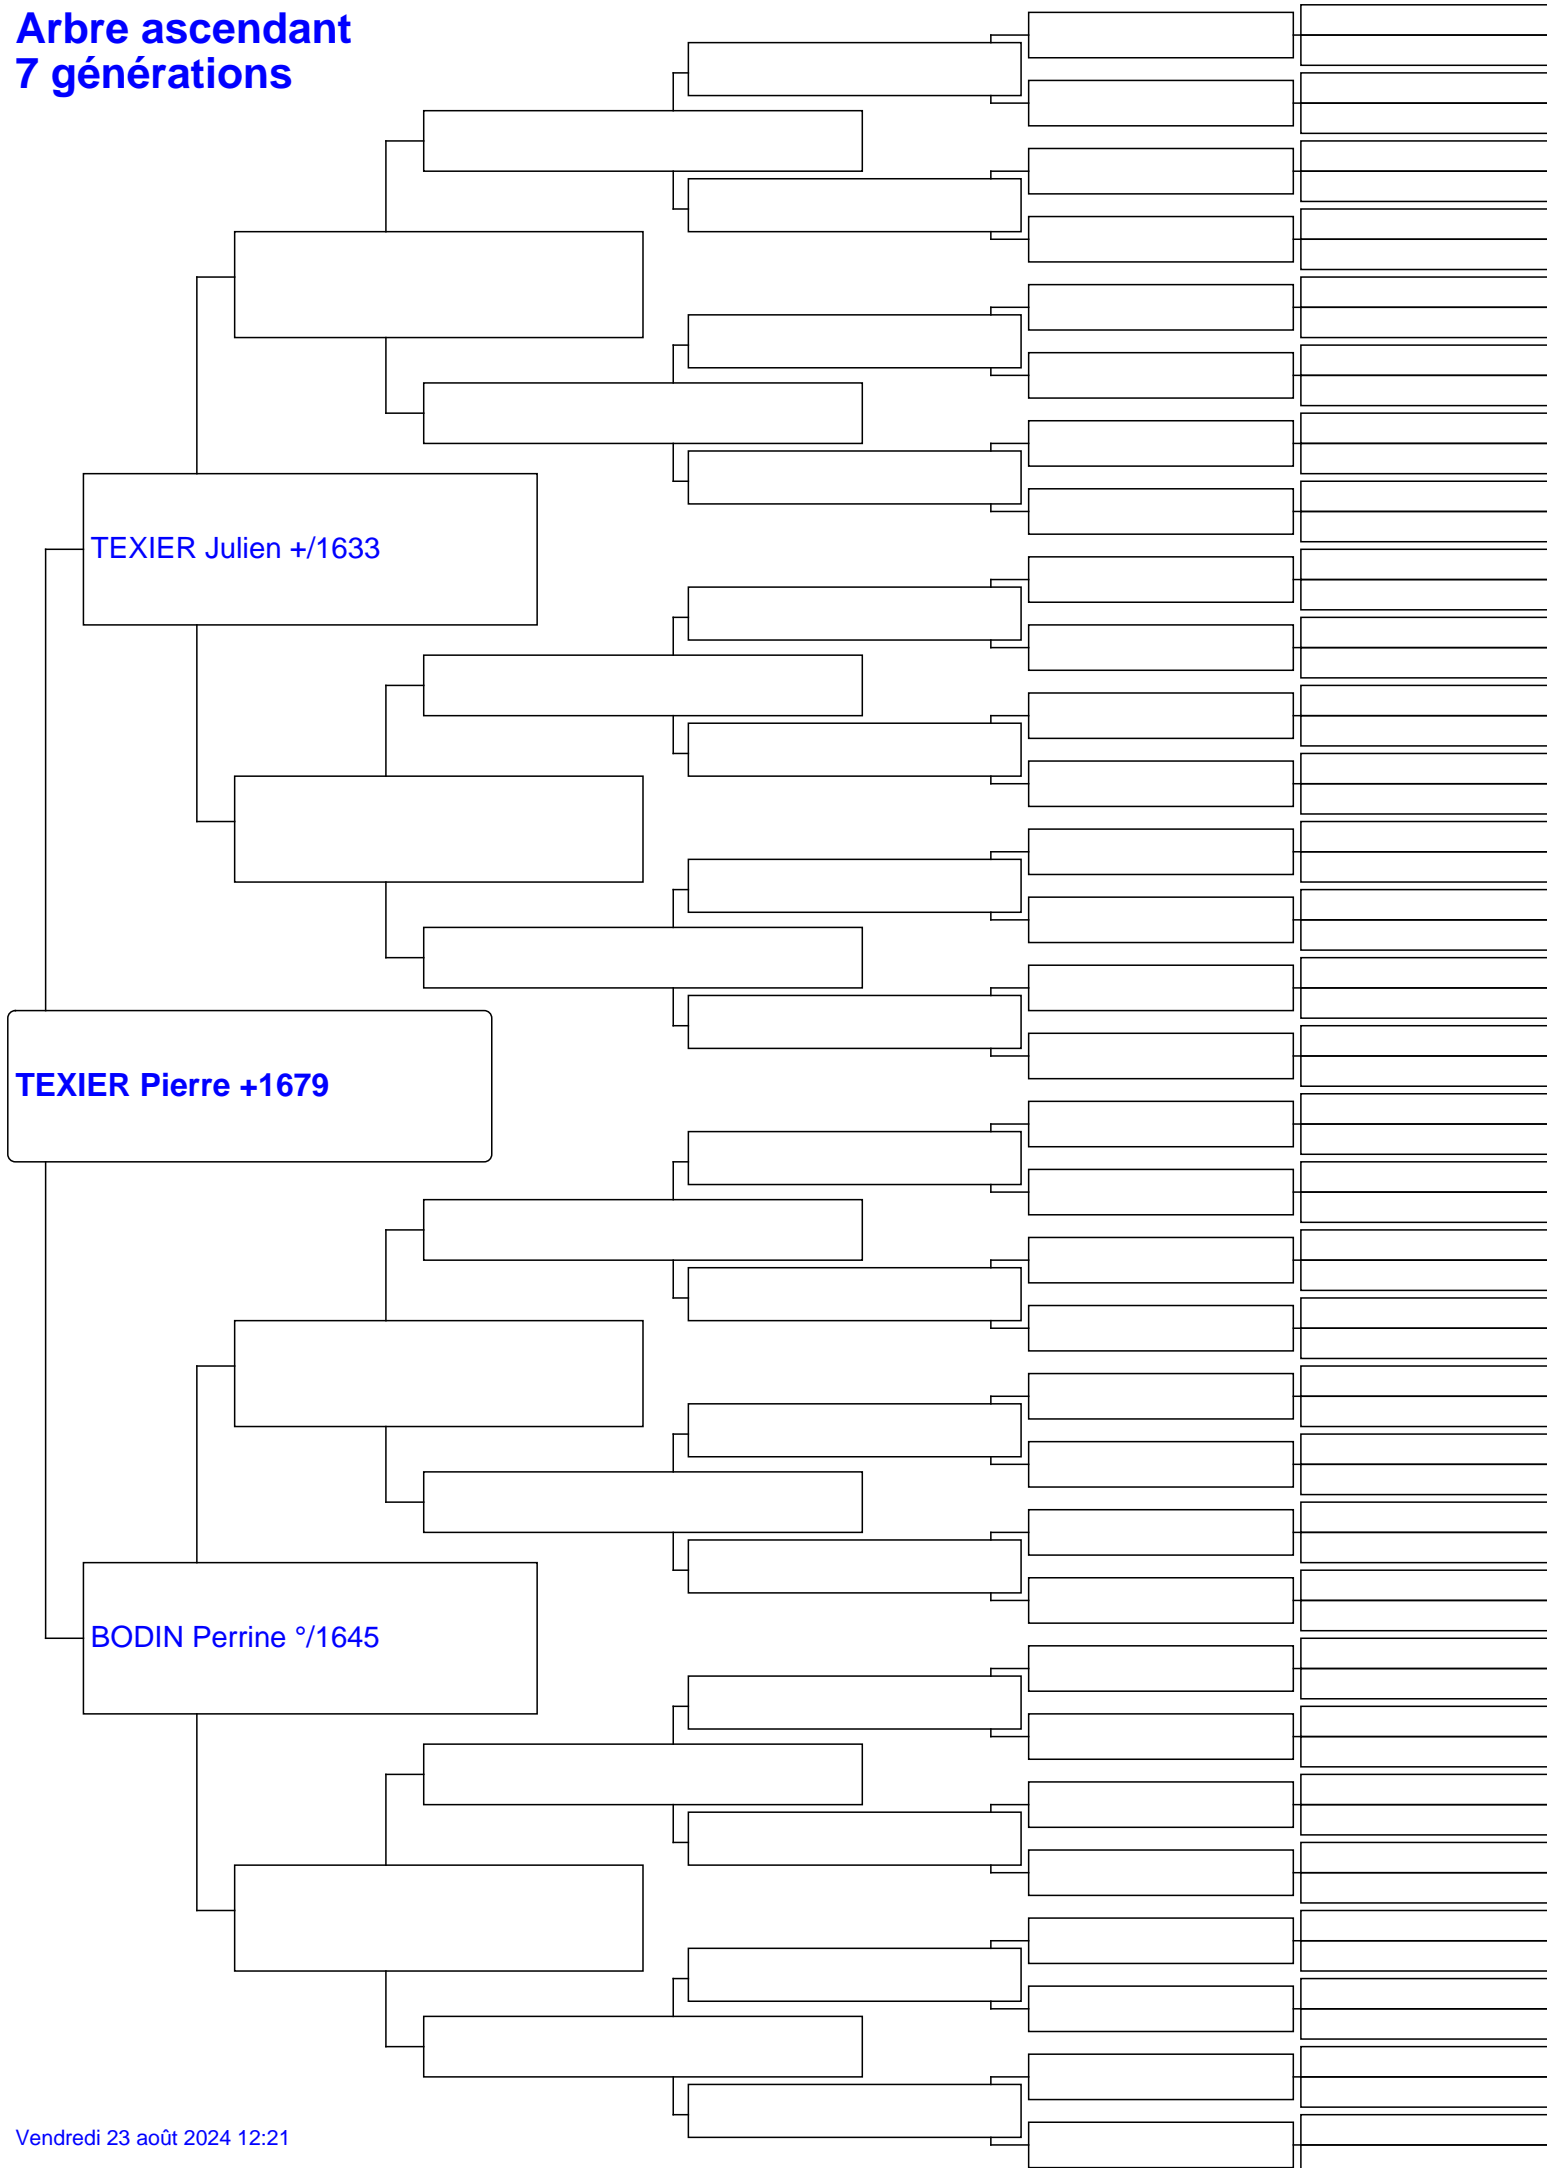 Arbre ascendant
7 générations
TEXIER Julien +/1633
TEXIER Pierre +1679
BODIN Perrine °/1645
Vendredi 23 août 2024 12:21